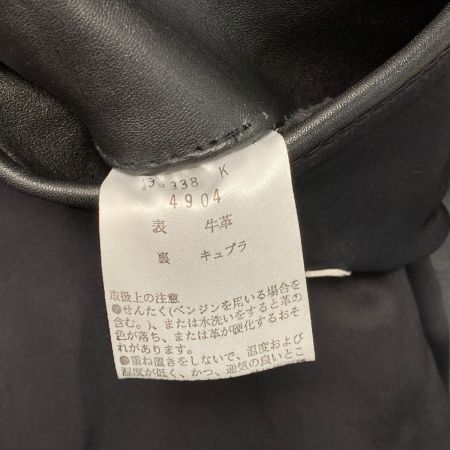 338 K
4904
表 牛革
裏 キュプラ
取扱上の注意
●せんたく(ベンジンを用いる場合を
含む。)、または水洗いをすると革の
色が落ち、または革が硬化するおそ
れがあります。
●重ね置きをしないで、温度および
湿度が低く、かつ、通気の良いとこ